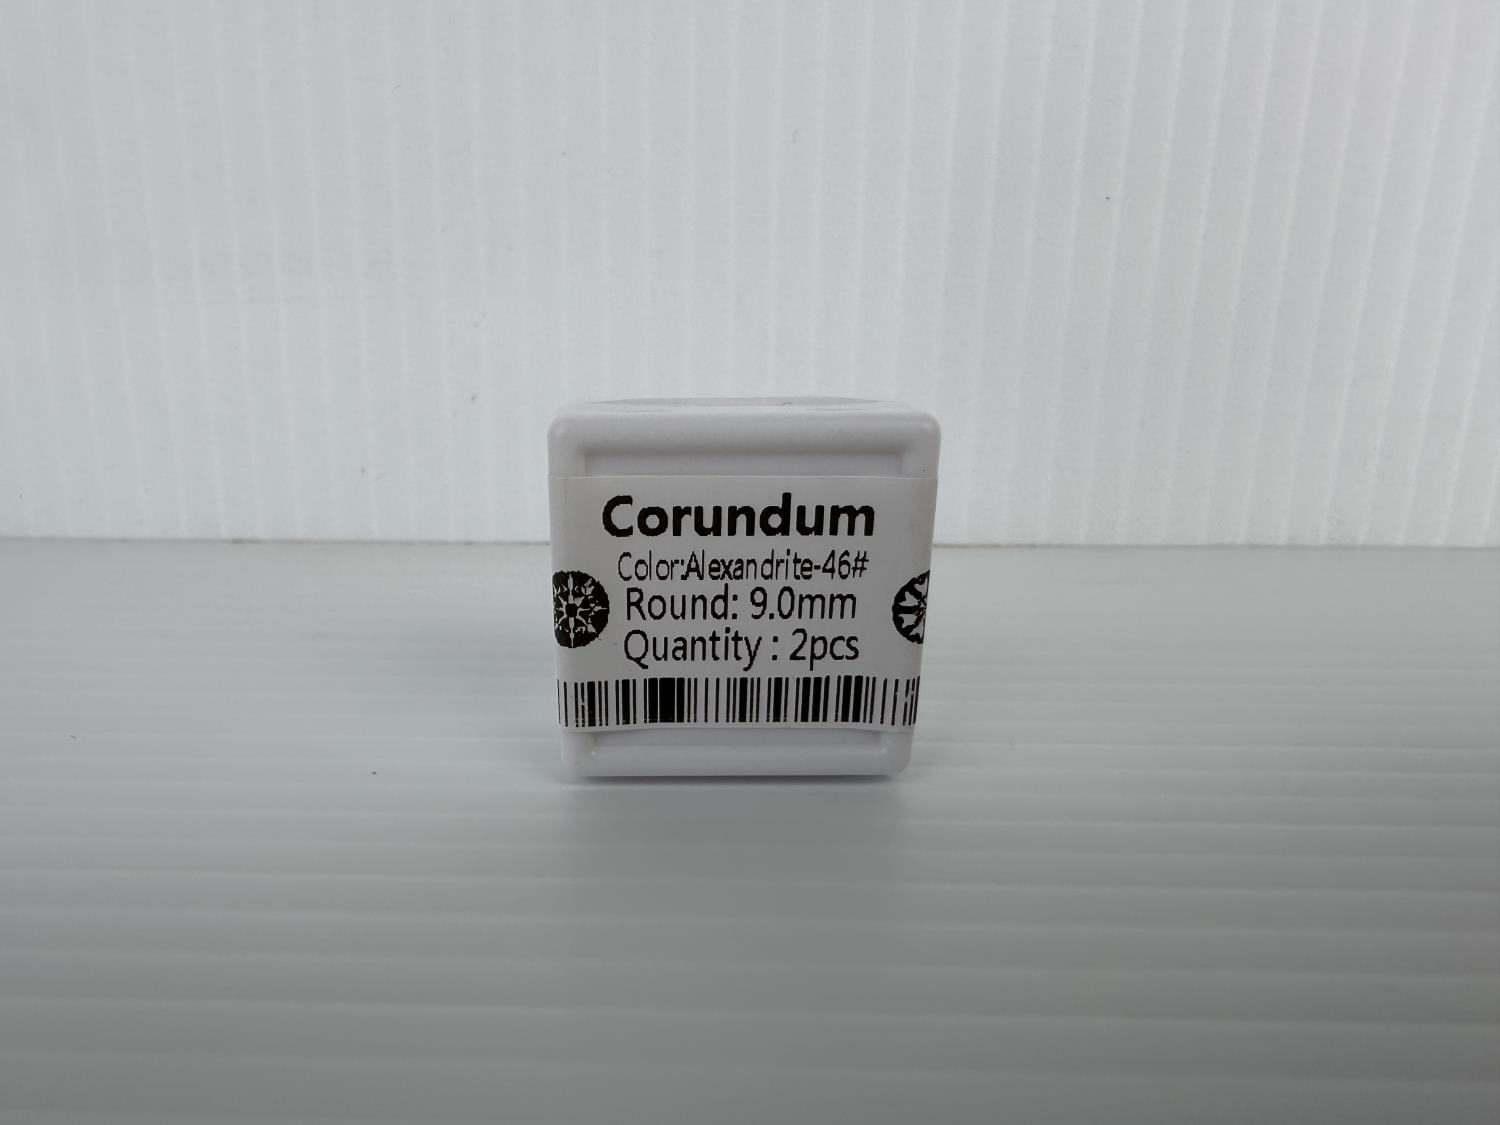 Corundum
Color:Alexandrite-46#
Round: 9.0mm
Quantity : 2pcs